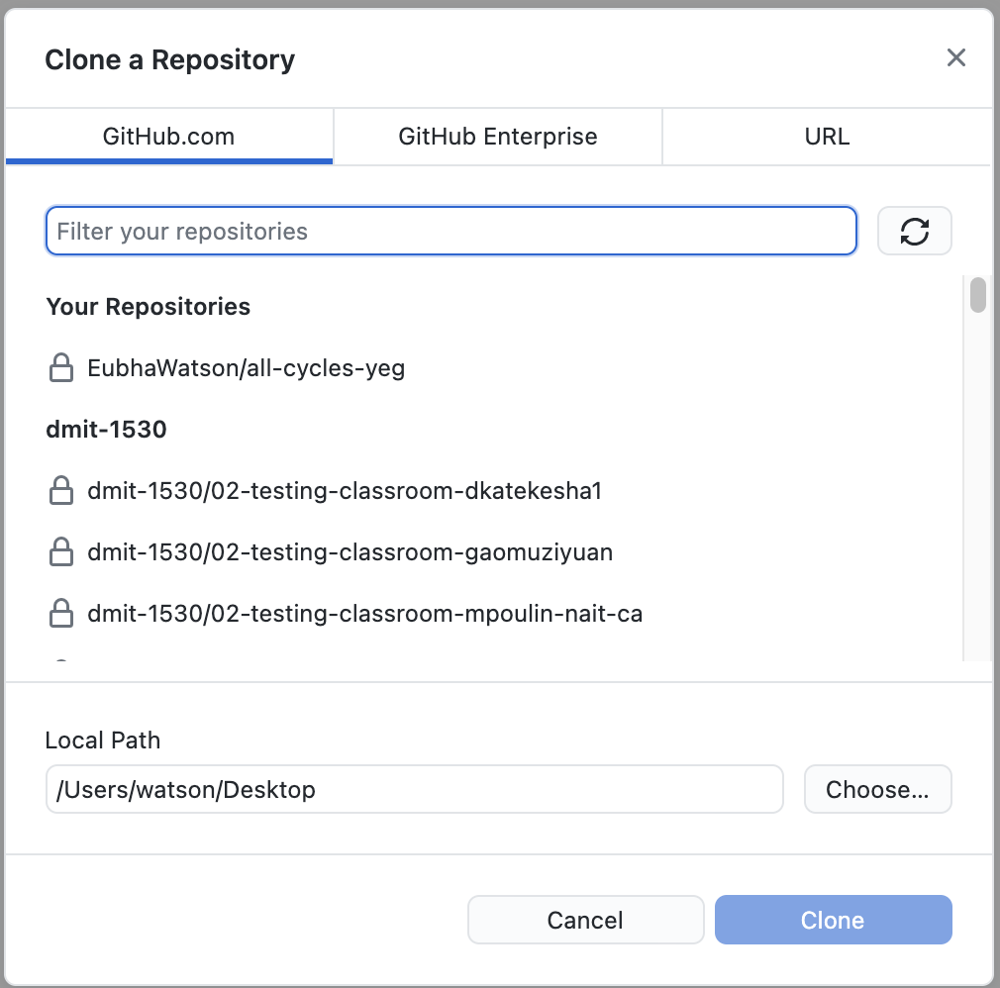 Clone a Repository
GitHub.com
GitHub Enterprise
URL
Filter your repositories
Your Repositories
EubhaWatson/all-cycles-yeg
dmit-1530
dmit-1530/02-testing-classroom-dkatekesha1
dmit-1530/02-testing-classroom-gaomuziyuan
dmit-1530/02-testing-classroom-mpoulin-nait-ca
Local Path
/Users/watson/Desktop
Choose...
Cancel
Clone